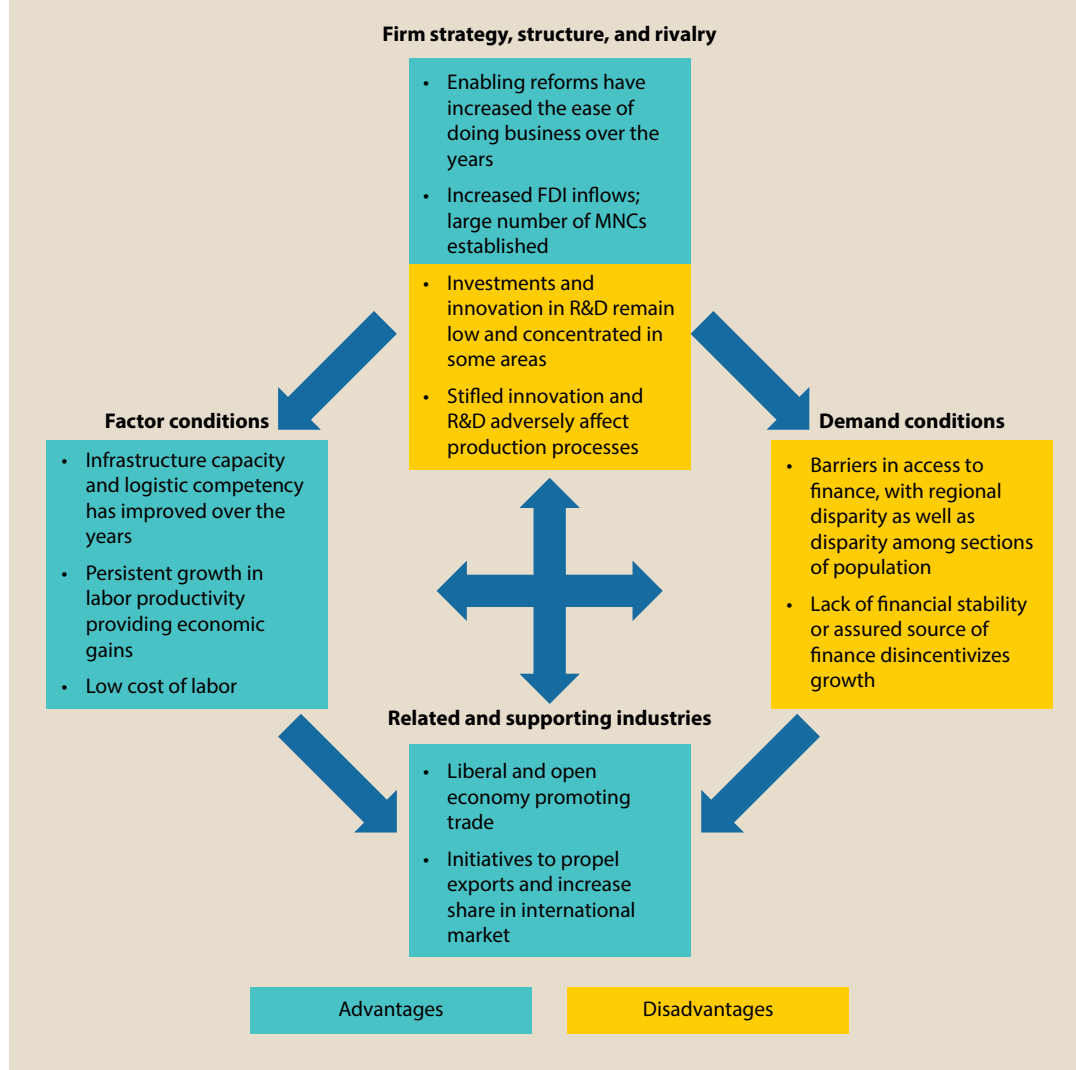 Firm strategy, structure, and rivalry
• Enabling reforms have
increased the ease of
doing business over the
years
• Increased FDI inflows;
large number of MNCs
established
• Investments and
innovation in R&D remain
low and concentrated in
some areas
• Stifled innovation and
R&D adversely affect
production processes
Factor conditions
• Infrastructure capacity
and logistic competency
has improved over the
years
• Persistent growth in
labor productivity
providing economic
gains
• Low cost of labor
Demand conditions
• Barriers in access to
finance, with regional
disparity as well as
disparity among sections
of population
• Lack of financial stability
or assured source of
finance disincentivizes
growth
Related and supporting industries
• Liberal and open
economy promoting
trade
• Initiatives to propel
exports and increase
share in international
market
Advantages
Disadvantages